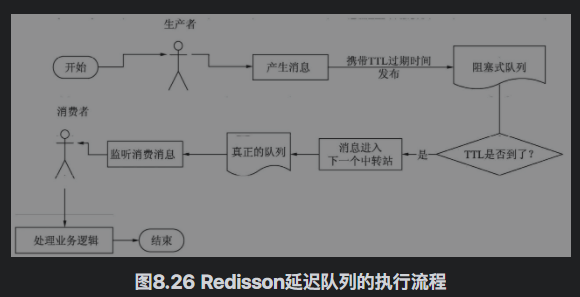 生产者
开始
产生消息
携带TTL过期时间
发布
阻塞式队列
消费者
监听消费消息
真正的队列
消息进入
下一个中转站
是
TTL是否到了?
处理业务逻辑
结束
图8.26 Redisson延迟队列的执行流程